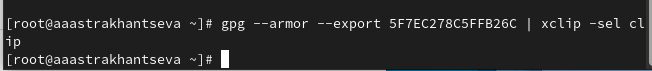 [root@aaastrakhantseva ~]# gpg --armor --export 5F7EC278C5FFB26C | xclip -sel cl
ip
[root@aaastrakhantseva ~]#